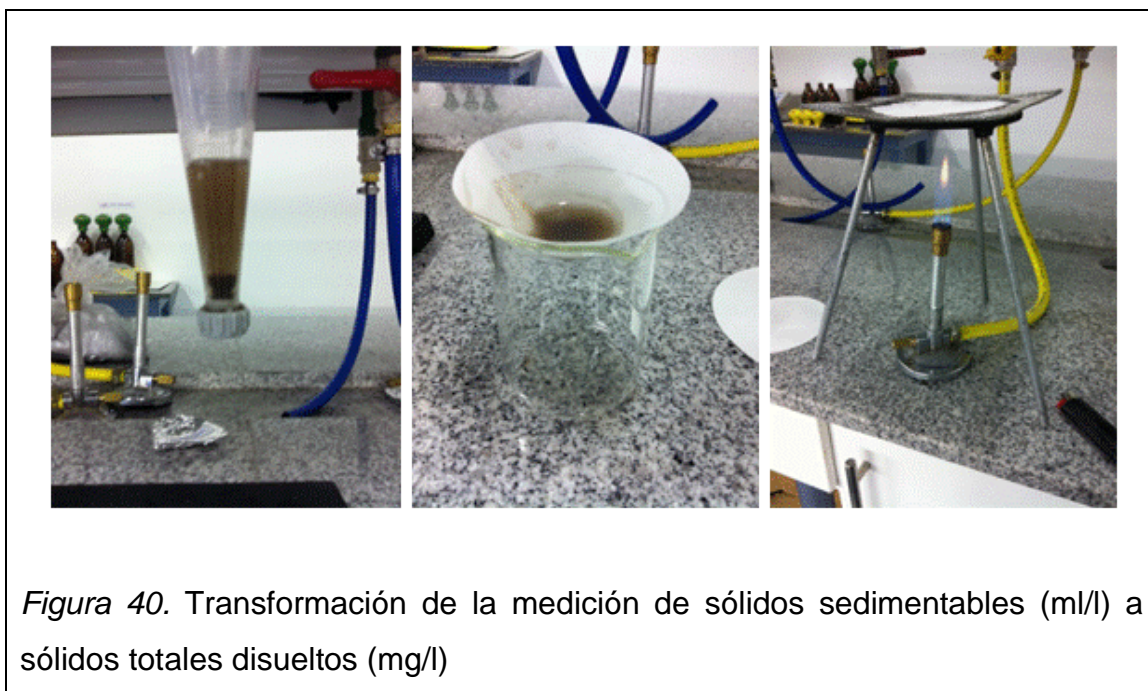 Figura 40. Transformación de la medición de sólidos sedimentables (ml/l) a
sólidos totales disueltos (mg/l)